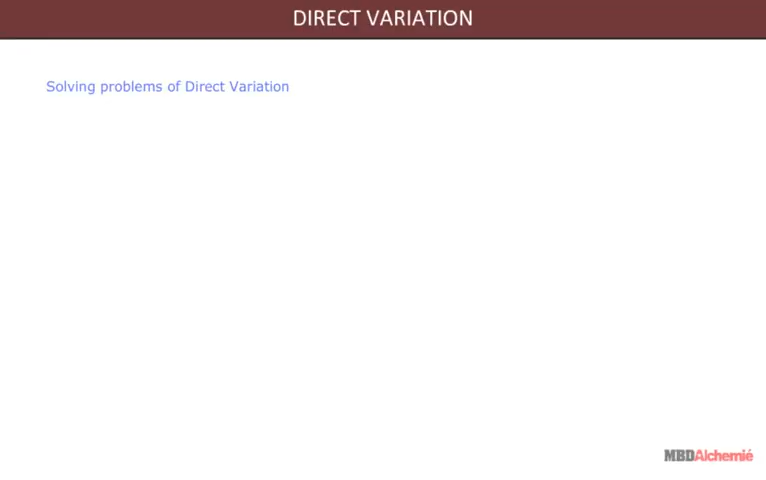 DIRECT VARIATION
Solving problems of Direct Variation
MBDAlchemié